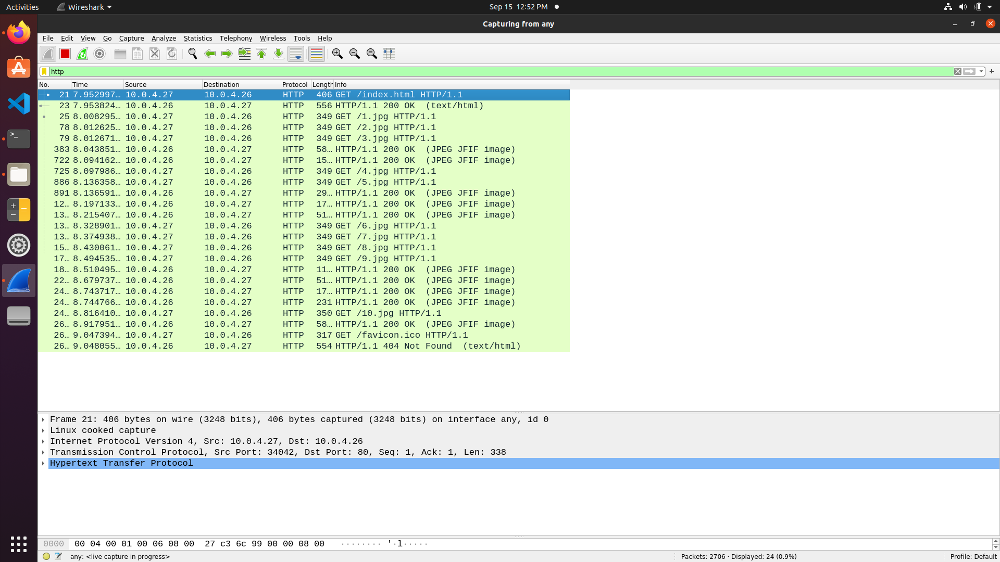 Activities Wireshark Sep 15 12:52 PM
Capturing from any
File Edit View Go Capture Analyze Statistics Telephony Wireless Tools Help
http
No. Time Source Destination Protocol Length Info
21 7.952997… 10.0.4.27 10.0.4.26 HTTP 406 GET /index.html HTTP/1.1
23 7.953824… 10.0.4.26 10.0.4.27 HTTP 556 HTTP/1.1 200 OK (text/html)
25 8.008295… 10.0.4.27 10.0.4.26 HTTP 349 GET /1.jpg HTTP/1.1
78 8.012625… 10.0.4.27 10.0.4.26 HTTP 349 GET /2.jpg HTTP/1.1
79 8.012671… 10.0.4.27 10.0.4.26 HTTP 349 GET /3.jpg HTTP/1.1
383 8.043851… 10.0.4.26 10.0.4.27 HTTP 58… HTTP/1.1 200 OK (JPEG JFIF image)
722 8.094162… 10.0.4.26 10.0.4.27 HTTP 15… HTTP/1.1 200 OK (JPEG JFIF image)
725 8.097986… 10.0.4.27 10.0.4.26 HTTP 349 GET /4.jpg HTTP/1.1
886 8.136358… 10.0.4.27 10.0.4.26 HTTP 349 GET /5.jpg HTTP/1.1
891 8.136591… 10.0.4.26 10.0.4.27 HTTP 29… HTTP/1.1 200 OK (JPEG JFIF image)
12… 8.197133… 10.0.4.26 10.0.4.27 HTTP 17… HTTP/1.1 200 OK (JPEG JFIF image)
13… 8.215407… 10.0.4.26 10.0.4.27 HTTP 51… HTTP/1.1 200 OK (JPEG JFIF image)
13… 8.328901… 10.0.4.27 10.0.4.26 HTTP 349 GET /6.jpg HTTP/1.1
13… 8.374938… 10.0.4.27 10.0.4.26 HTTP 349 GET /7.jpg HTTP/1.1
15… 8.430061… 10.0.4.27 10.0.4.26 HTTP 349 GET /8.jpg HTTP/1.1
17… 8.494535… 10.0.4.27 10.0.4.26 HTTP 349 GET /9.jpg HTTP/1.1
18… 8.510495… 10.0.4.26 10.0.4.27 HTTP 11… HTTP/1.1 200 OK (JPEG JFIF image)
22… 8.679737… 10.0.4.26 10.0.4.27 HTTP 51… HTTP/1.1 200 OK (JPEG JFIF image)
24… 8.743717… 10.0.4.26 10.0.4.27 HTTP 17… HTTP/1.1 200 OK (JPEG JFIF image)
24… 8.744766… 10.0.4.26 10.0.4.27 HTTP 231 HTTP/1.1 200 OK (JPEG JFIF image)
24… 8.816410… 10.0.4.27 10.0.4.26 HTTP 350 GET /10.jpg HTTP/1.1
26… 8.917951… 10.0.4.26 10.0.4.27 HTTP 58… HTTP/1.1 200 OK (JPEG JFIF image)
26… 9.047394… 10.0.4.27 10.0.4.26 HTTP 317 GET /favicon.ico HTTP/1.1
26… 9.048055… 10.0.4.26 10.0.4.27 HTTP 554 HTTP/1.1 404 Not Found (text/html)
Frame 21: 406 bytes on wire (3248 bits), 406 bytes captured (3248 bits) on interface any, id 0
Linux cooked capture
Internet Protocol Version 4, Src: 10.0.4.27, Dst: 10.0.4.26
Transmission Control Protocol, Src Port: 34042, Dst Port: 80, Seq: 1, Ack: 1, Len: 338
Hypertext Transfer Protocol
0000 00 04 00 01 00 06 08 00 27 c3 6c 99 00 00 08 00 ········ '·l·····
any: <live capture in progress> Packets: 2706 · Displayed: 24 (0.9%) Profile: Default